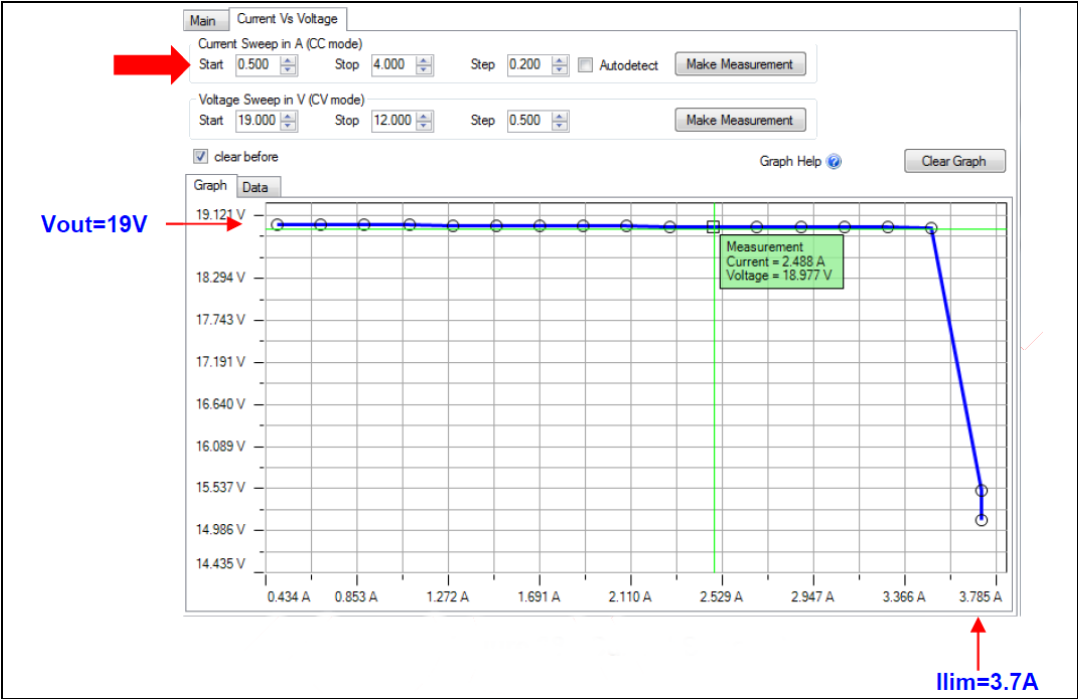 Main Current Vs Voltage
Current Sweep in A (CC mode)
Start 0.500 Stop 4.000 Step 0.200 Autodetect Make Measurement
Voltage Sweep in V (CV mode)
Start 19.000 Stop 12.000 Step 0.500 Make Measurement
clear before
Graph Help ? Clear Graph
Graph Data
19.121 V
Vout=19V
Measurement
Current = 2.488 A
Voltage = 18.977 V
18.294 V
17.743 V
17.191 V
16.640 V
16.089 V
15.537 V
14.986 V
14.435 V
0.434 A 0.853 A 1.272 A 1.691 A 2.110 A 2.529 A 2.947 A 3.366 A 3.785 A
Ilim=3.7A